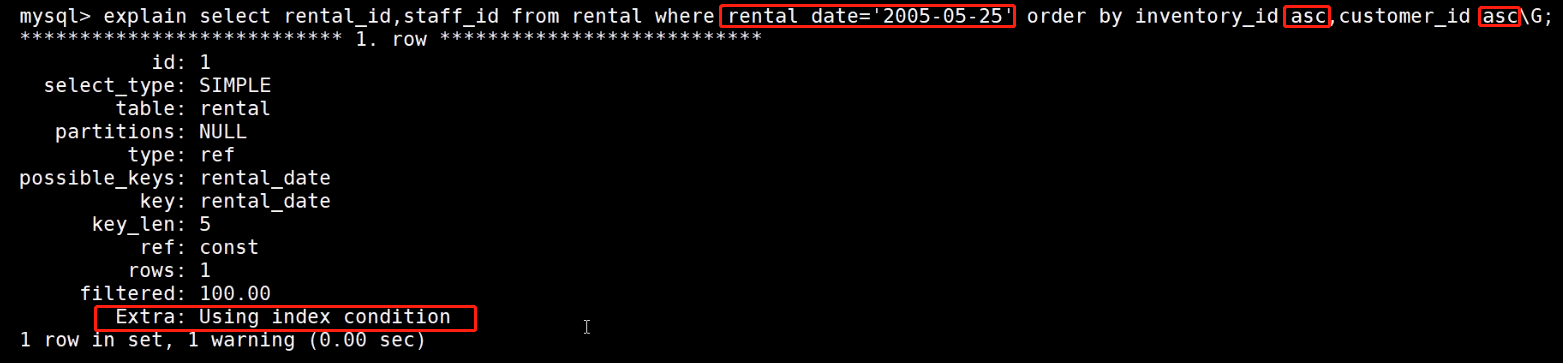 mysql> explain select rental_id,staff_id from rental where rental_date='2005-05-25' order by inventory_id asc,customer_id asc\G;
*************************** 1. row ***************************
id: 1
select_type: SIMPLE
table: rental
partitions: NULL
type: ref
possible_keys: rental_date
key: rental_date
key_len: 5
ref: const
rows: 1
filtered: 100.00
Extra: Using index condition
1 row in set, 1 warning (0.00 sec)